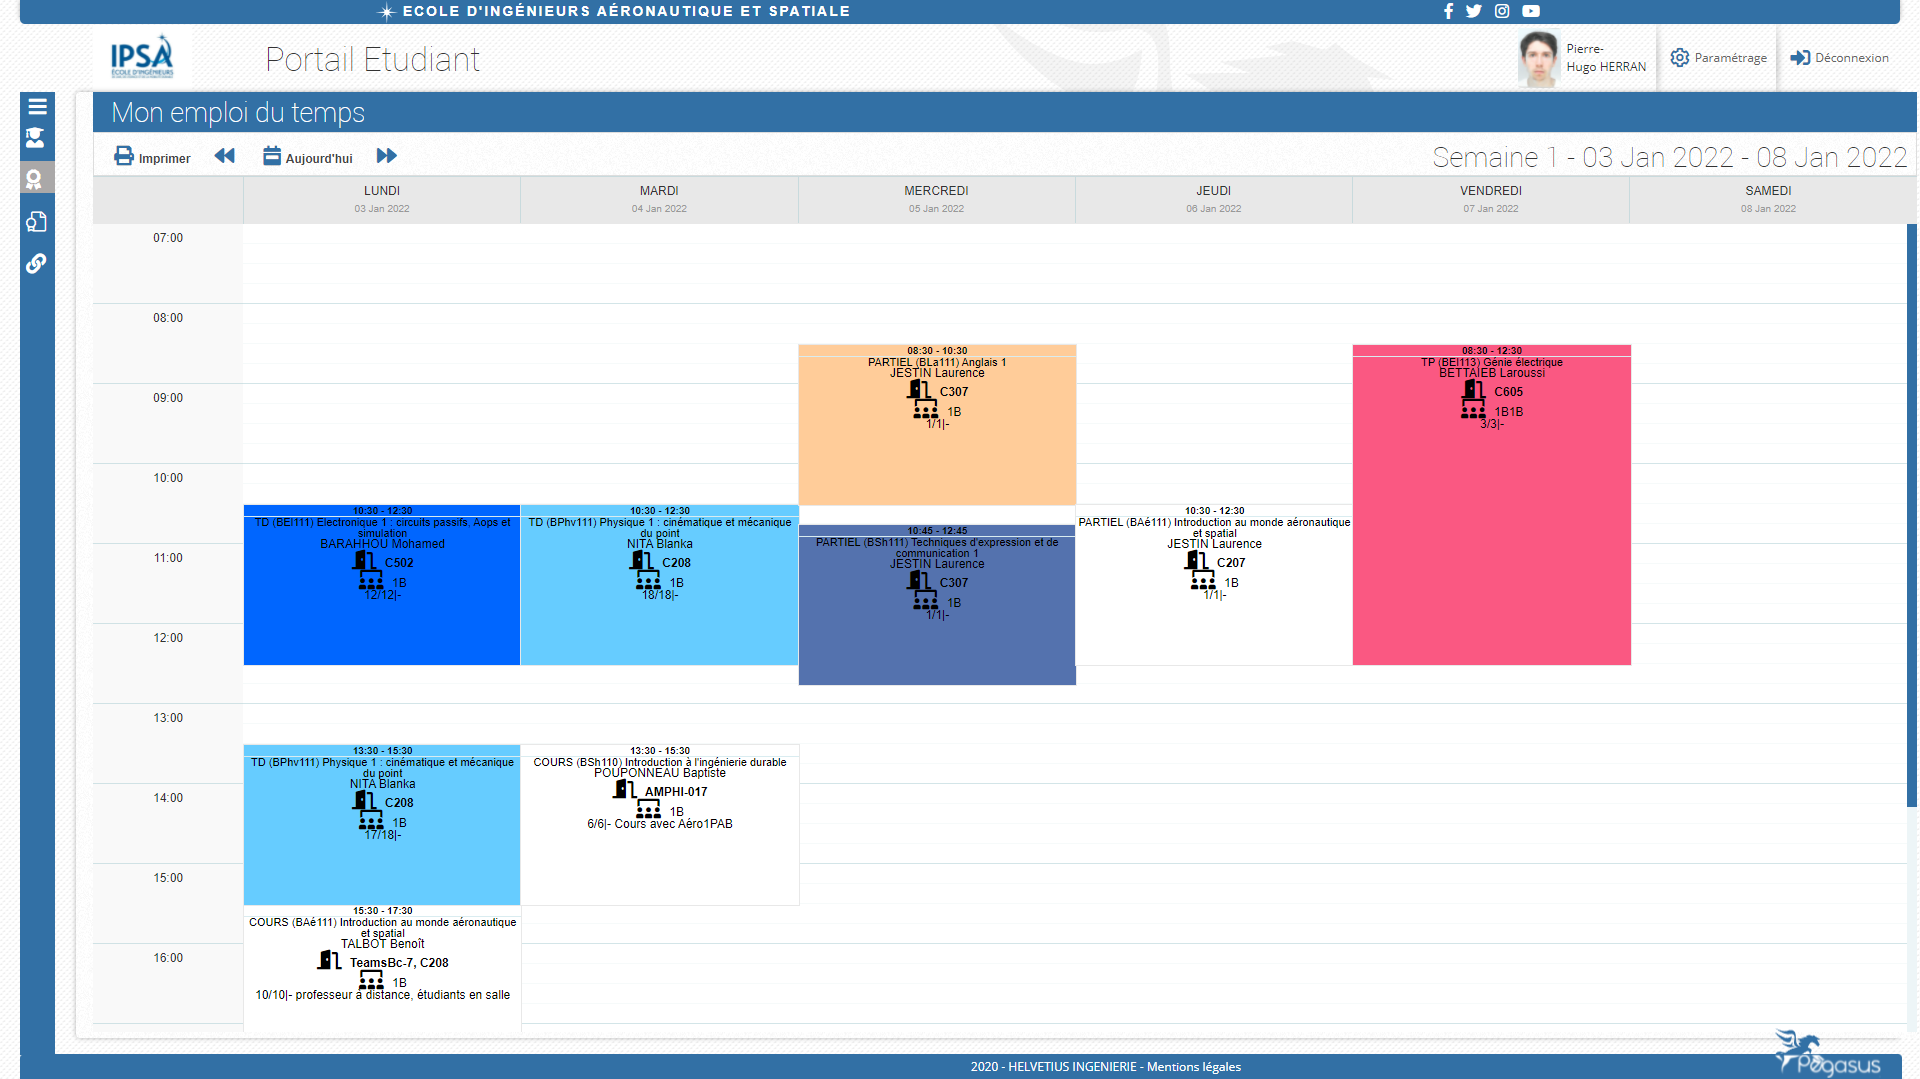 ECOLE D'INGÉNIEURS AÉRONAUTIQUE ET SPATIALE
IPSA
ÉCOLE D'INGÉNIEURS
Portail Etudiant
Pierre-
Hugo HERRAN
Paramétrage
Déconnexion
Mon emploi du temps
Imprimer
Aujourd'hui
Semaine 1 - 03 Jan 2022 - 08 Jan 2022
LUNDI
03 Jan 2022
MARDI
04 Jan 2022
MERCREDI
05 Jan 2022
JEUDI
06 Jan 2022
VENDREDI
07 Jan 2022
SAMEDI
08 Jan 2022
07:00
08:00
09:00
10:00
11:00
12:00
13:00
14:00
15:00
16:00
10:30 - 12:30
TD (BEl111) Electronique 1 : circuits passifs, Aops et
simulation
BARAHHOU Mohamed
C502
1B
12/12|-
13:30 - 15:30
TD (BPhv111) Physique 1 : cinématique et mécanique
du point
NITA Blanka
C208
1B
17/18|-
15:30 - 17:30
COURS (BAé111) Introduction au monde aéronautique
et spatial
TALBOT Benoît
TeamsBc-7, C208
1B
10/10|- professeur à distance, étudiants en salle
10:30 - 12:30
TD (BPhv111) Physique 1 : cinématique et mécanique
du point
NITA Blanka
C208
1B
18/18|-
13:30 - 15:30
COURS (BSh110) Introduction à l'ingénierie durable
POUPONNEAU Baptiste
AMPHI-017
1B
6/6|- Cours avec Aéro1PAB
08:30 - 10:30
PARTIEL (BLa111) Anglais 1
JESTIN Laurence
C307
1B
1/1|-
10:45 - 12:45
PARTIEL (BSh111) Techniques d'expression et de
communication 1
JESTIN Laurence
C307
1B
1/1|-
10:30 - 12:30
PARTIEL (BAé111) Introduction au monde aéronautique
et spatial
JESTIN Laurence
C207
1B
1/1|-
08:30 - 12:30
TP (BEl113) Génie électrique
BETTAIEB Laroussi
C605
1B1B
3/3|-
2020 - HELVETIUS INGENIERIE - Mentions légales
Pégasus